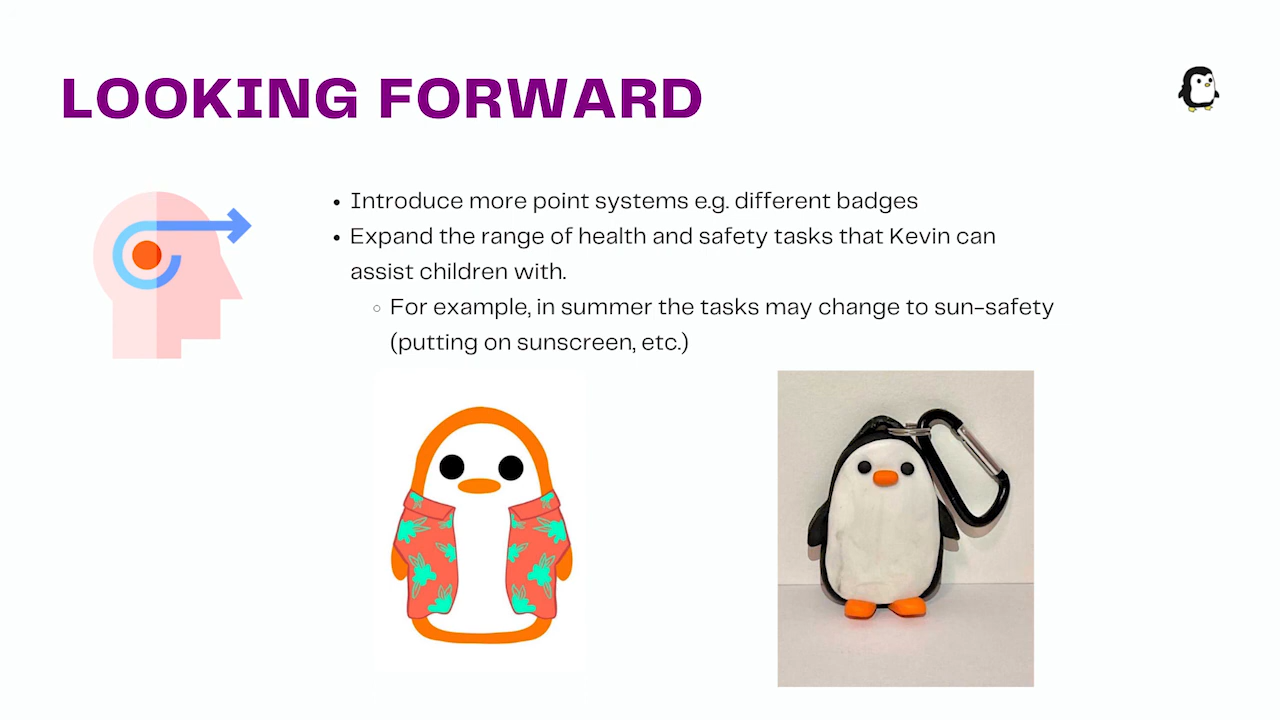 LOOKING FORWARD
• Introduce more point systems e.g. different badges
• Expand the range of health and safety tasks that Kevin can
assist children with.
◦ For example, in summer the tasks may change to sun-safety
(putting on sunscreen, etc.)